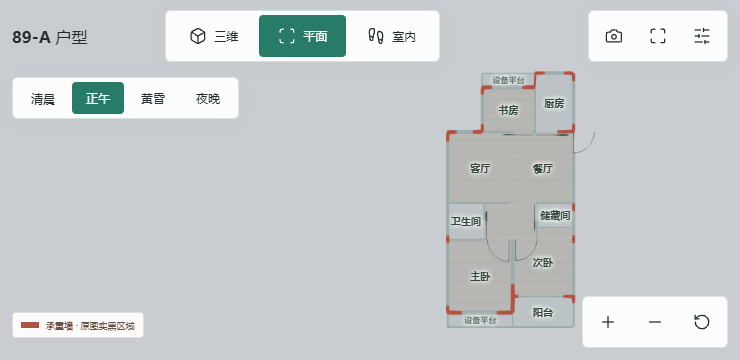 89-A 户型
三维
平面
室内
清晨
正午
黄昏
夜晚
设备平台
书房
厨房
客厅
餐厅
卫生间
储藏间
主卧
次卧
阳台
设备平台
承重墙 · 原图实黑区域